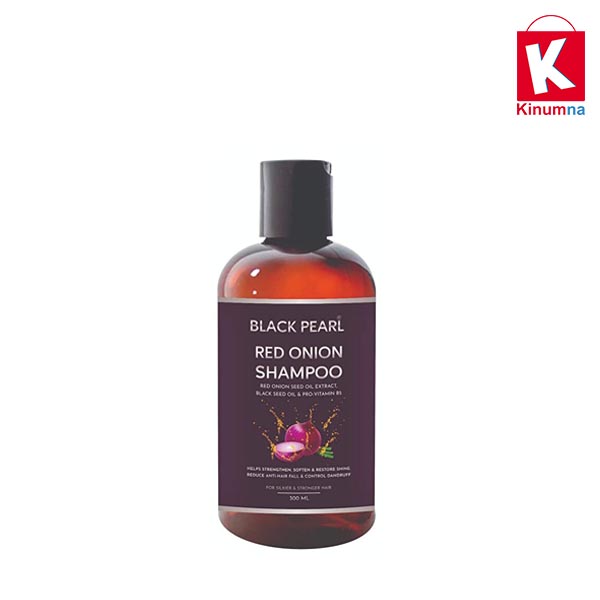 K
Kinumna
BLACK PEARL®
RED ONION
SHAMPOO
RED ONION SEED OIL EXTRACT,
BLACK SEED OIL & PRO-VITAMIN B5
HELPS STRENGTHEN, SOFTEN & RESTORE SHINE,
REDUCE ANTI-HAIR FALL & CONTROL DANDRUFF
FOR SILKIER & STRONGER HAIR
300 ML